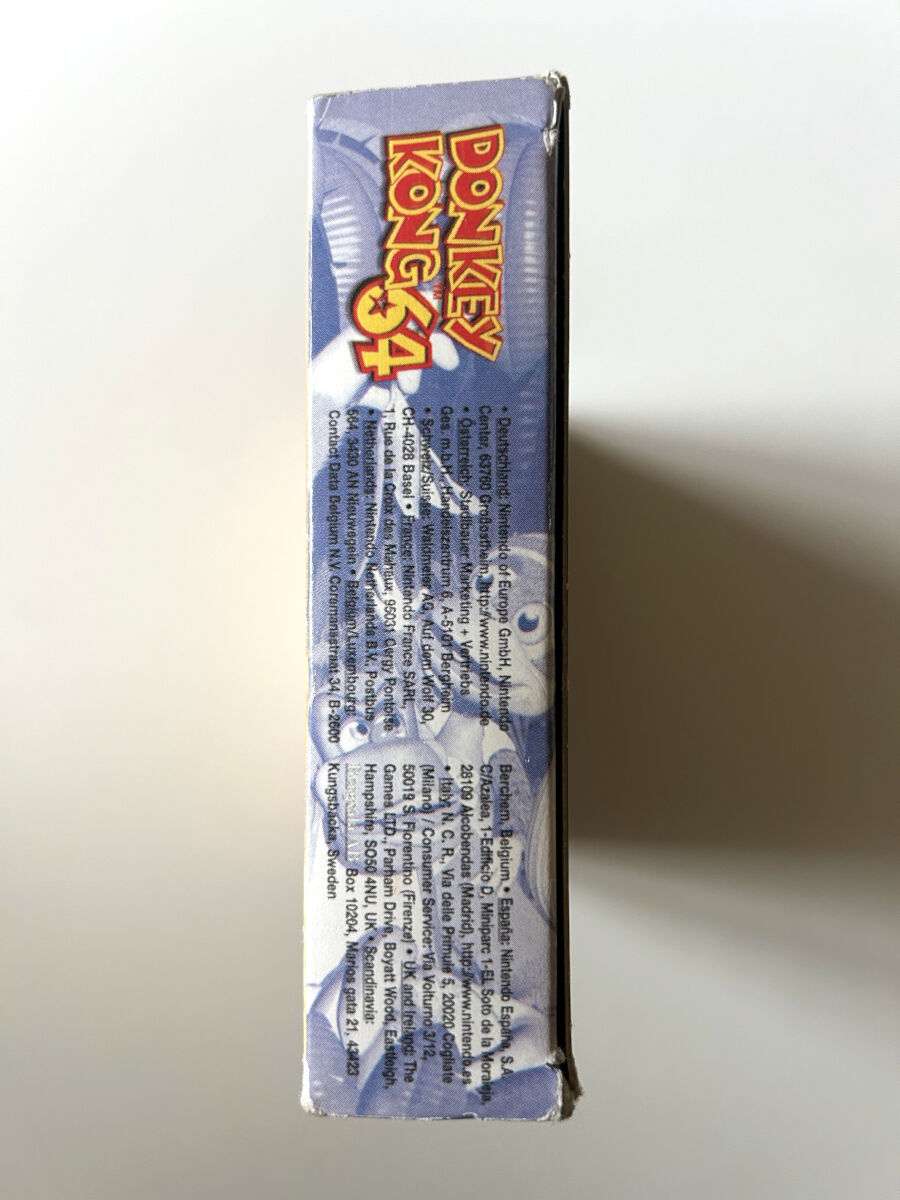 DONKEY
KONG 64™
• Deutschland: Nintendo of Europe GmbH, Nintendo
Center, 63760 Großostheim, http://www.nintendo.de
• Österreich: Stadlbauer Marketing + Vertriebs
Ges. m.b.H., Handelszentrum 6, A-5101 Bergheim
• Schweiz/Suisse: Waldmeier AG, Auf dem Wolf 30,
CH-4028 Basel • France: Nintendo France SARL,
1, Rue de la Croix des Maheux, 95031 Cergy Pontoise
• Netherlands: Nintendo Netherlands B.V., Postbus
564, 3430 AN Nieuwegein • Belgium/Luxembourg:
Contact Data Belgium N.V. Coremansstraat 34 B-2600
Berchem, Belgium. • España: Nintendo España, S.A.
C/Azalea, 1-Edificio D, Miniparc 1-El Soto de la Moraleja,
28109 Alcobendas (Madrid), http://www.nintendo.es
• Italy: N. C. R., Via delle Primule 5, 20020 Cogliate
(Milano) / Consumer Service: Via Volturno 3/12,
50019 S. Fiorentino (Firenze) • UK and Ireland: The
Games LTD., Parham Drive, Boyatt Wood, Eastleigh,
Hampshire, SO50 4NU, UK • Scandinavia:
Bergsala AB Box 10204, Marios gata 21, 43423
Kungsbacka, Sweden